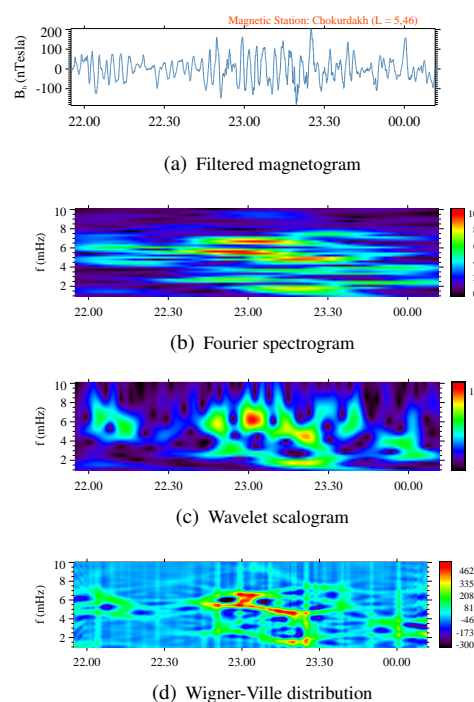 Magnetic Station: Chokurdakh (L = 5.46)
B_h (nTesla)
200
100
0
-100
22.00 22.30 23.00 23.30 00.00
(a) Filtered magnetogram
f (mHz)
10
8
6
4
2
22.00 22.30 23.00 23.30 00.00
(b) Fourier spectrogram
f (mHz)
10
8
6
4
2
22.00 22.30 23.00 23.30 00.00
(c) Wavelet scalogram
f (mHz)
10
8
6
4
2
462
335
208
81
-46
-173
-300
22.00 22.30 23.00 23.30 00.00
(d) Wigner-Ville distribution